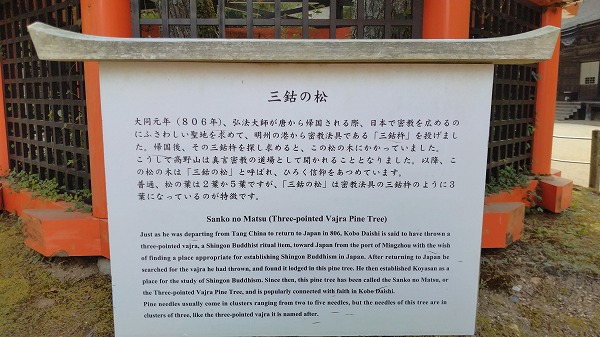 三鈷の松
大同元年（８０６年）、弘法大師が唐から帰国される際、日本で密教を広めるの
にふさわしい聖地を求めて、明州の港から密教法具である「三鈷杵」を投げまし
た。帰国後、その三鈷杵を探し求めると、この松の木にかかっていました。
こうして高野山は真言密教の道場として開かれることとなりました。以降、こ
の松の木は「三鈷の松」と呼ばれ、ひろく信仰をあつめています。
普通、松の葉は２葉か５葉ですが、「三鈷の松」は密教法具の三鈷杵のように３
葉になっているのが特徴です。
Sanko no Matsu (Three-pointed Vajra Pine Tree)
Just as he was departing from Tang China to return to Japan in 806, Kobo Daishi is said to have thrown a
three-pointed vajra, a Shingon Buddhist ritual item, toward Japan from the port of Mingzhou with the wish
of finding a place appropriate for establishing Shingon Buddhism in Japan. After returning to Japan he
searched for the vajra he had thrown, and found it lodged in this pine tree. He then established Koyasan as a
place for the study of Shingon Buddhism. Since then, this pine tree has been called the Sanko no Matsu, or
the Three-pointed Vajra Pine Tree, and is popularly connected with faith in Kobo Daishi.
Pine needles usually come in clusters ranging from two to five needles, but the needles of this tree are in
clusters of three, like the three-pointed vajra it is named after.